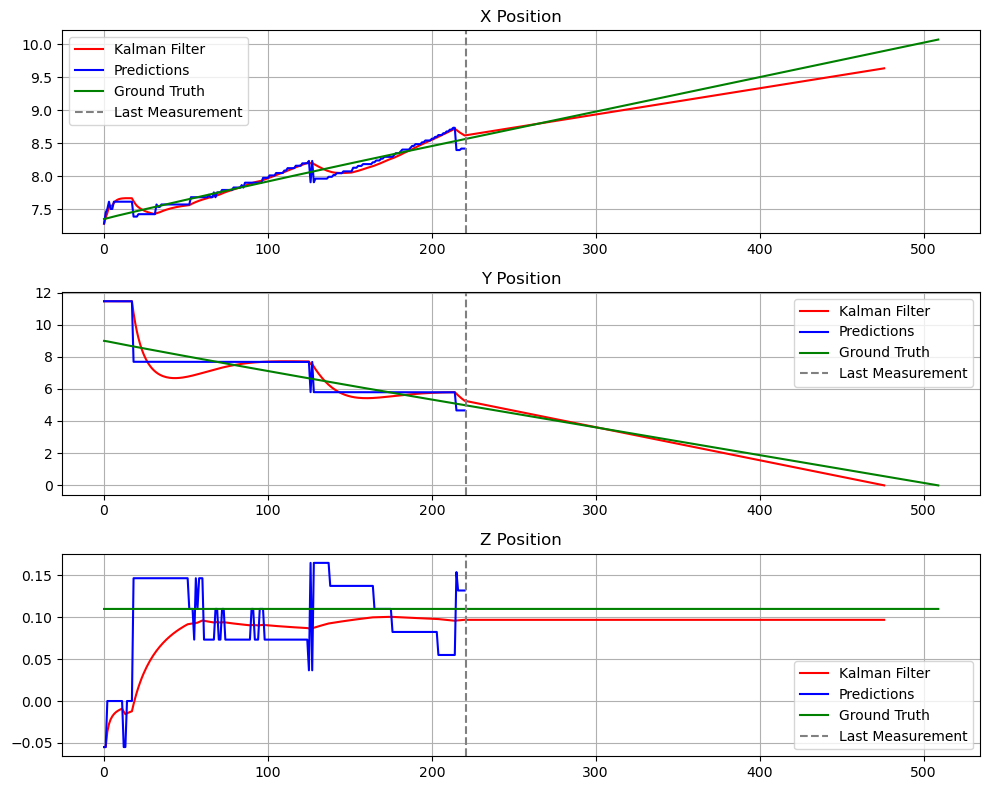 X Position
10.0
9.5
9.0
8.5
8.0
7.5
Kalman Filter
Predictions
Ground Truth
Last Measurement
0 100 200 300 400 500
Y Position
12
10
8
6
4
2
0
Kalman Filter
Predictions
Ground Truth
Last Measurement
0 100 200 300 400 500
Z Position
0.15
0.10
0.05
0.00
−0.05
Kalman Filter
Predictions
Ground Truth
Last Measurement
0 100 200 300 400 500